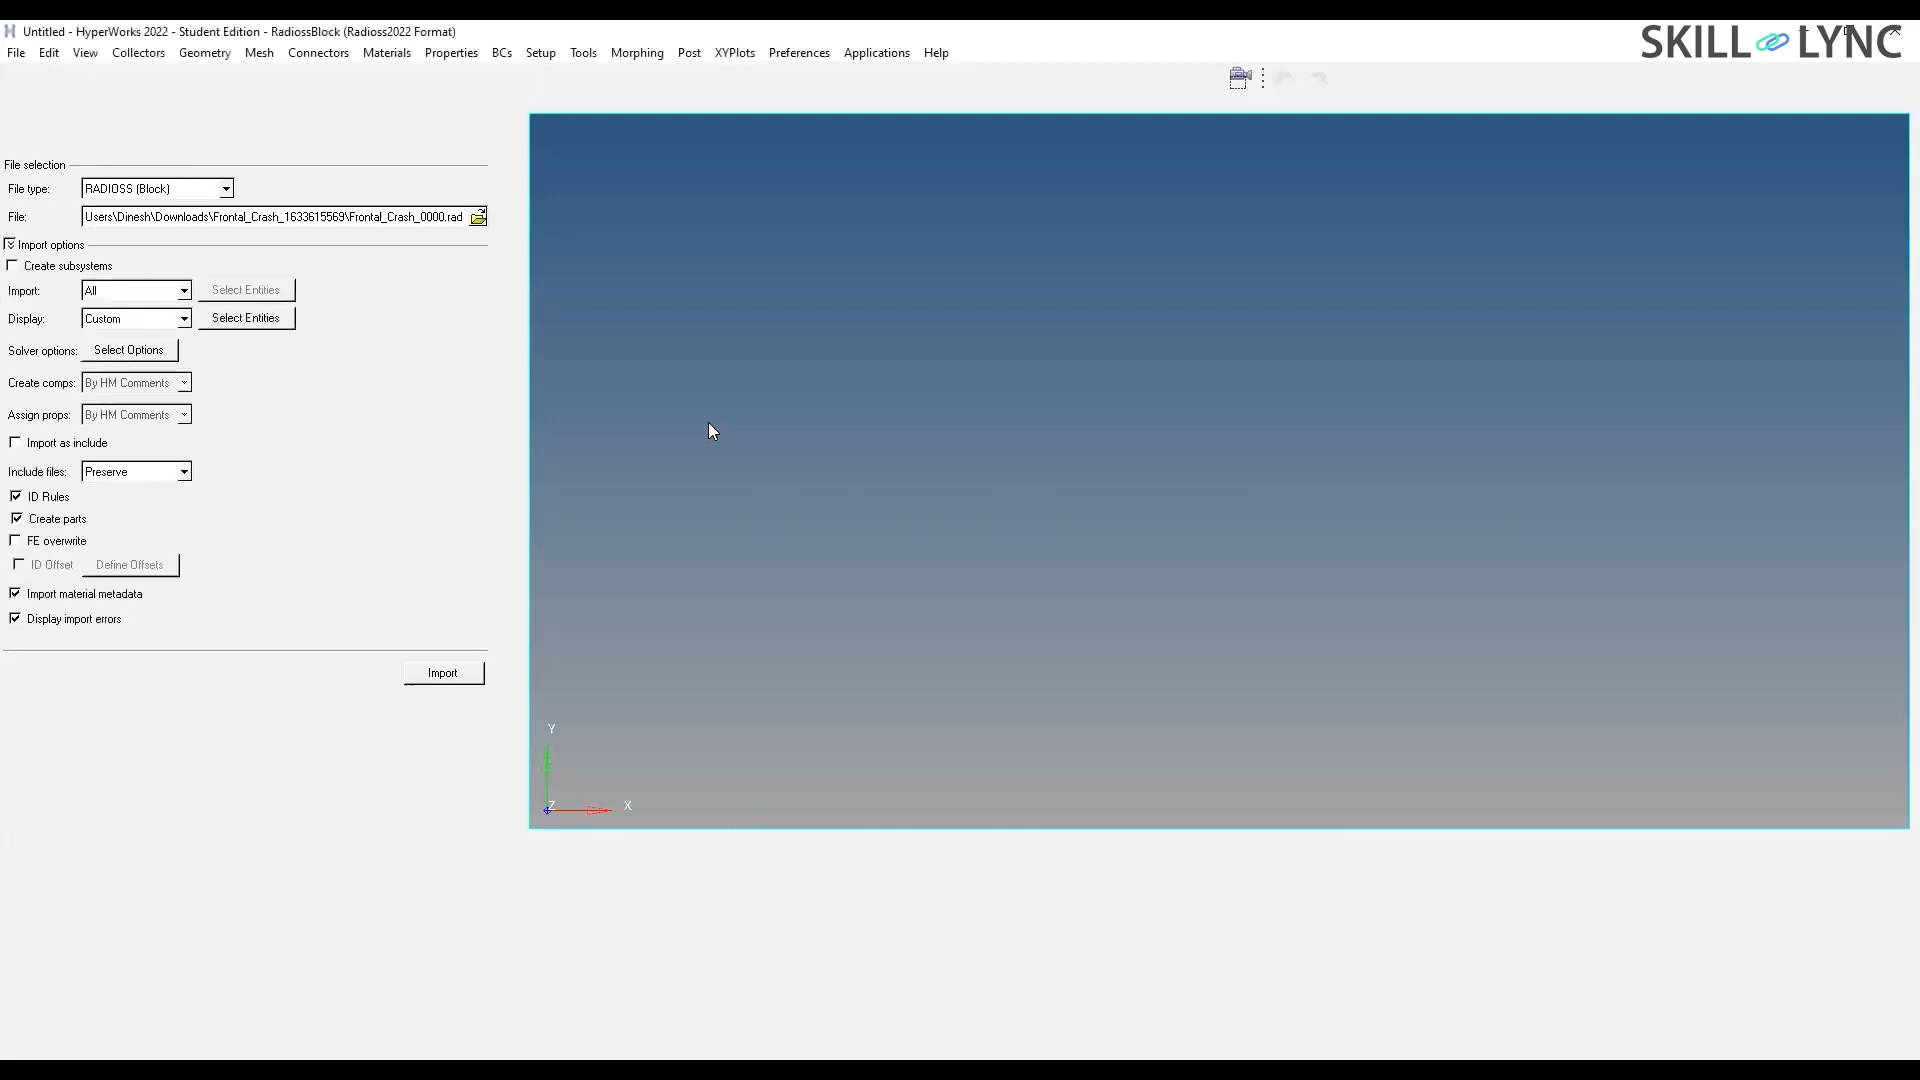 Untitled - HyperWorks 2022 - Student Edition - RadiossBlock (Radioss2022 Format)
SKILL LYNC
File Edit View Collectors Geometry Mesh Connectors Materials Properties BCs Setup Tools Morphing Post XYPlots Preferences Applications Help
File selection
File type: RADIOSS (Block)
File: Users\Dinesh\Downloads\Frontal_Crash_1633615569\Frontal_Crash_0000.rad
Import options
Create subsystems
Import: All Select Entities
Display: Custom Select Entities
Solver options: Select Options
Create comps: By HM Comments
Assign props: By HM Comments
Import as include
Include files: Preserve
ID Rules
Create parts
FE overwrite
ID Offset Define Offsets
Import material metadata
Display import errors
Import
Y
Z
X